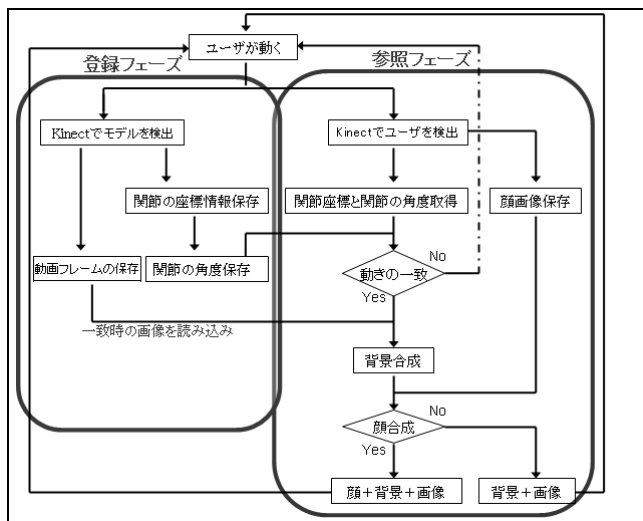 ユーザが動く
登録フェーズ
参照フェーズ
Kinectでモデルを検出
Kinectでユーザを検出
関節の座標情報保存
関節座標と関節の角度取得
顔画像保存
動画フレームの保存
関節の角度保存
動きの一致
No
Yes
一致時の画像を読み込み
背景合成
顔合成
No
Yes
顔+背景+画像
背景+画像